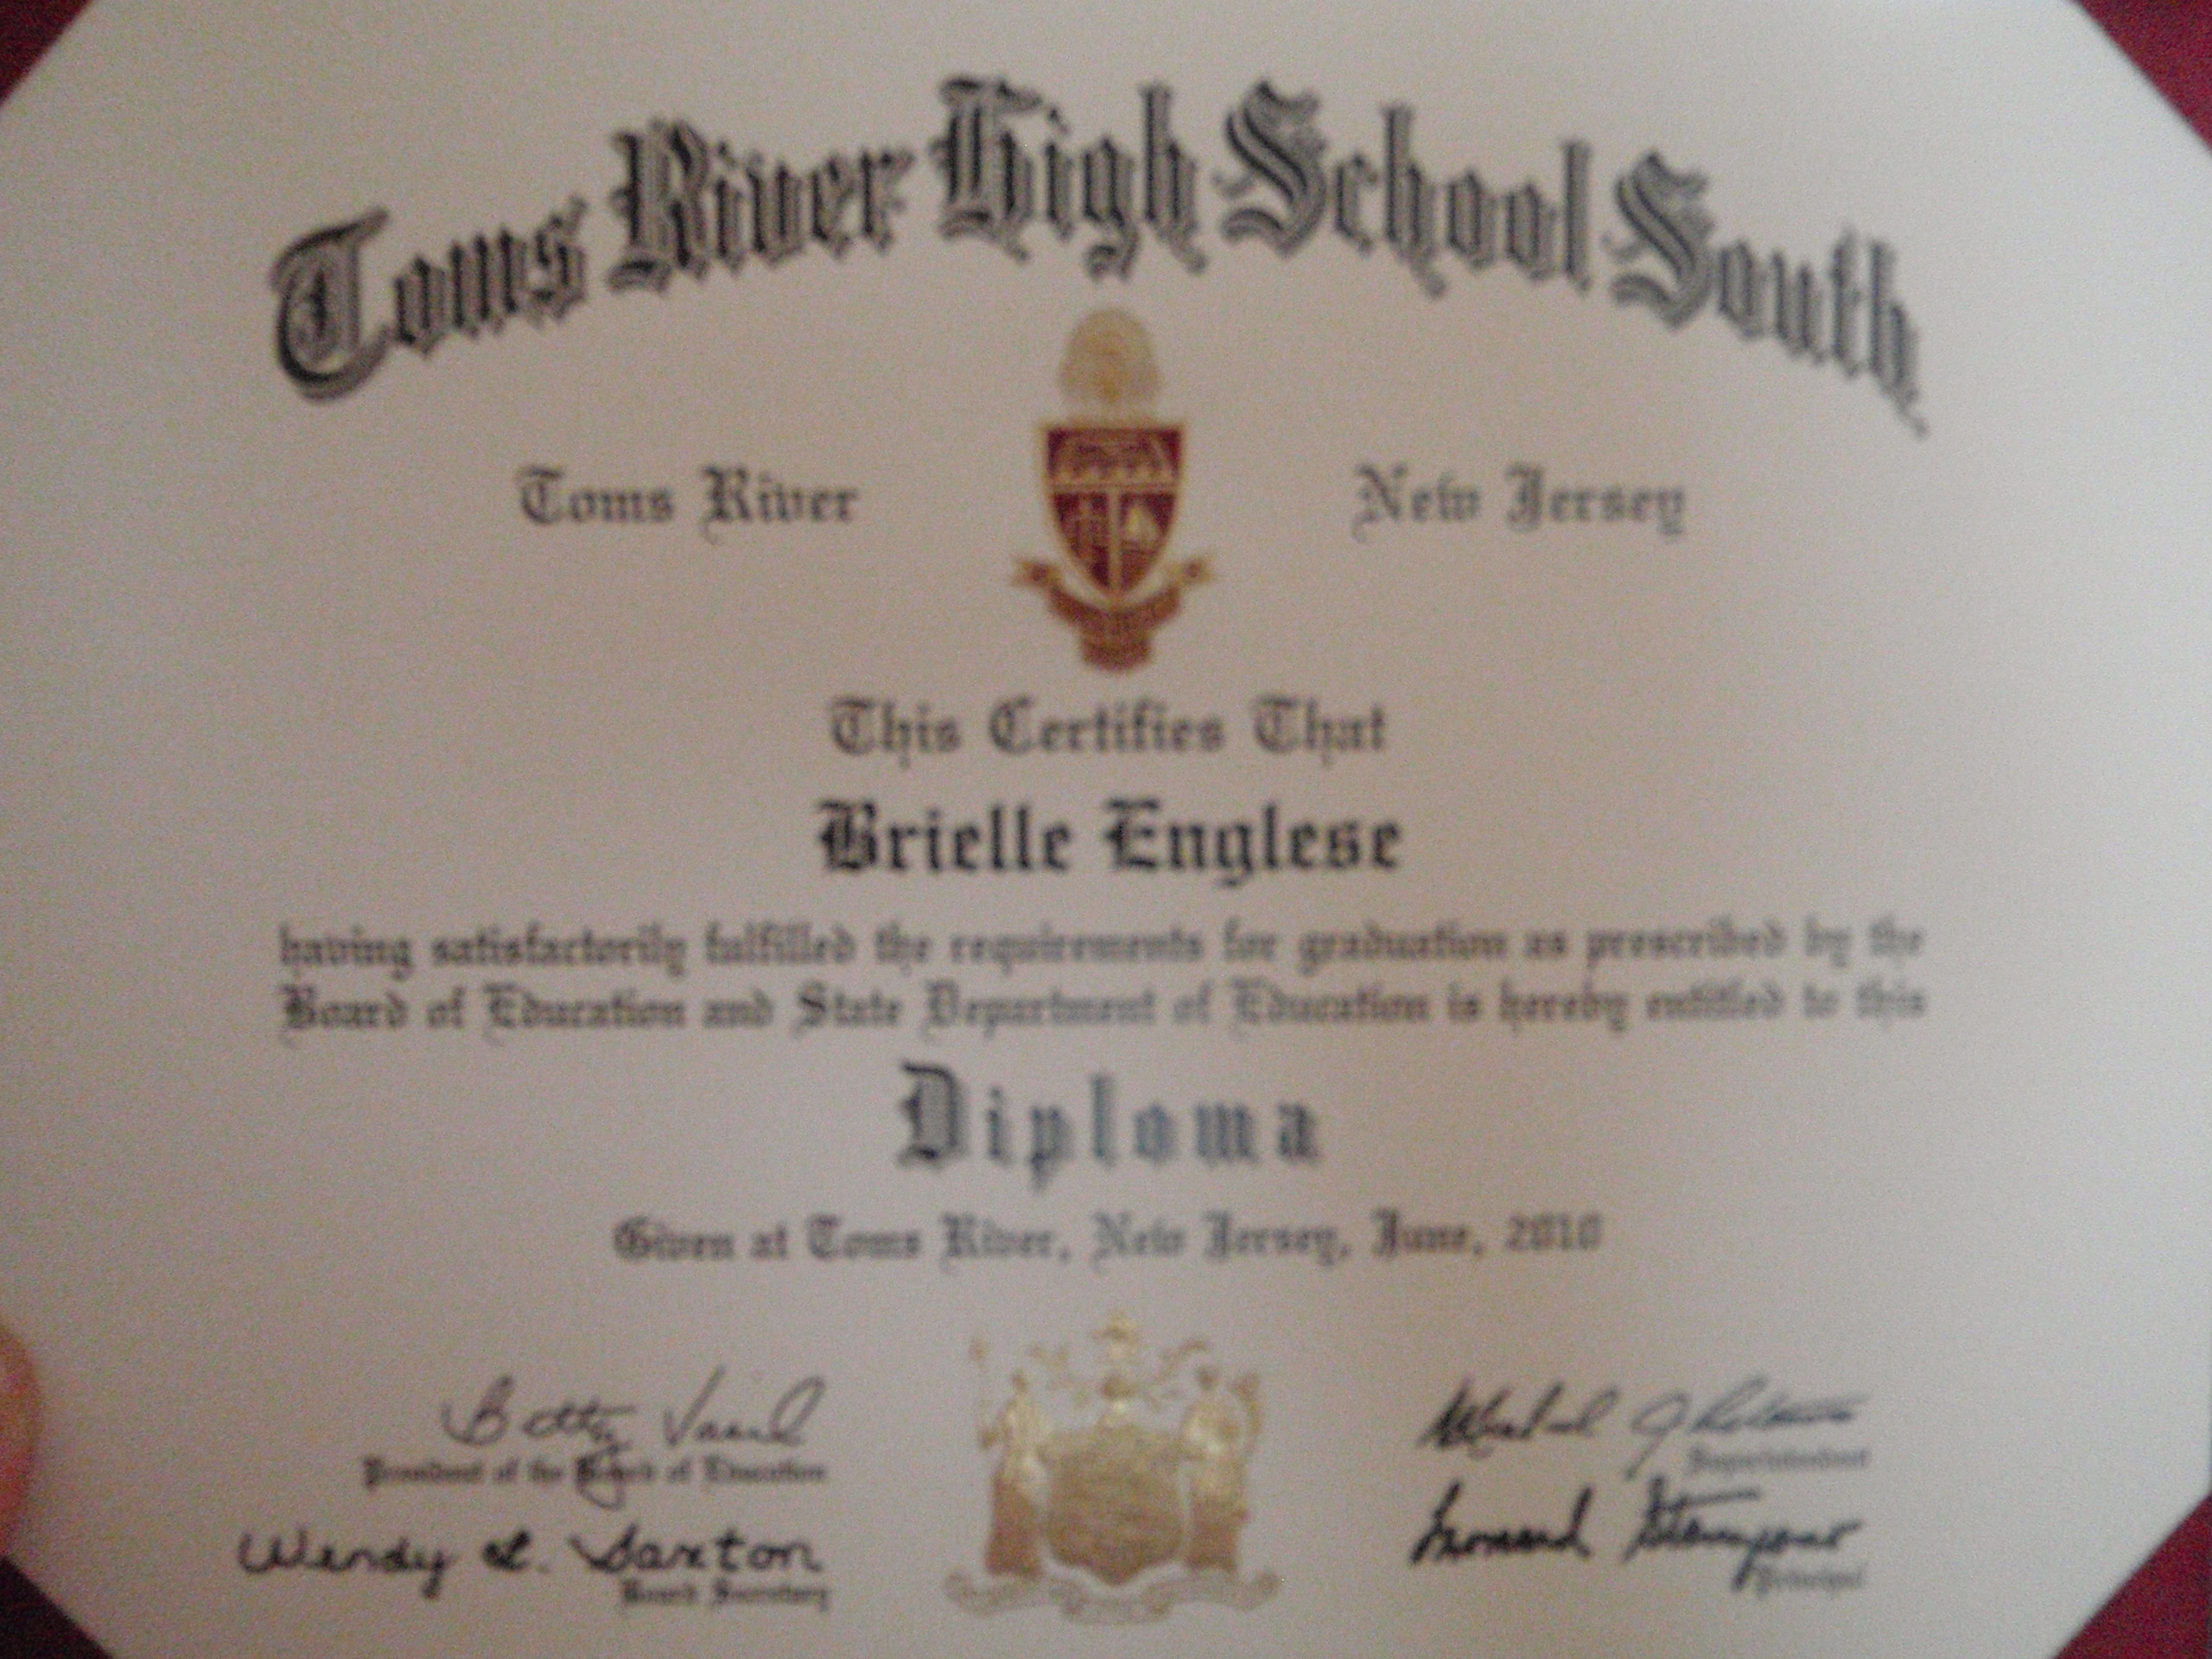 Toms River High School South
Toms River New Jersey
This Certifies That
Brielle Englese
having satisfactorily fulfilled the requirements for graduation as prescribed by the
Board of Education and State Department of Education is hereby entitled to this
Diploma
Given at Toms River, New Jersey, June, 2010
Betty Vasil
President of the Board of Education
Superintendent
Wendy L. Saxton
Board Secretary
Principal